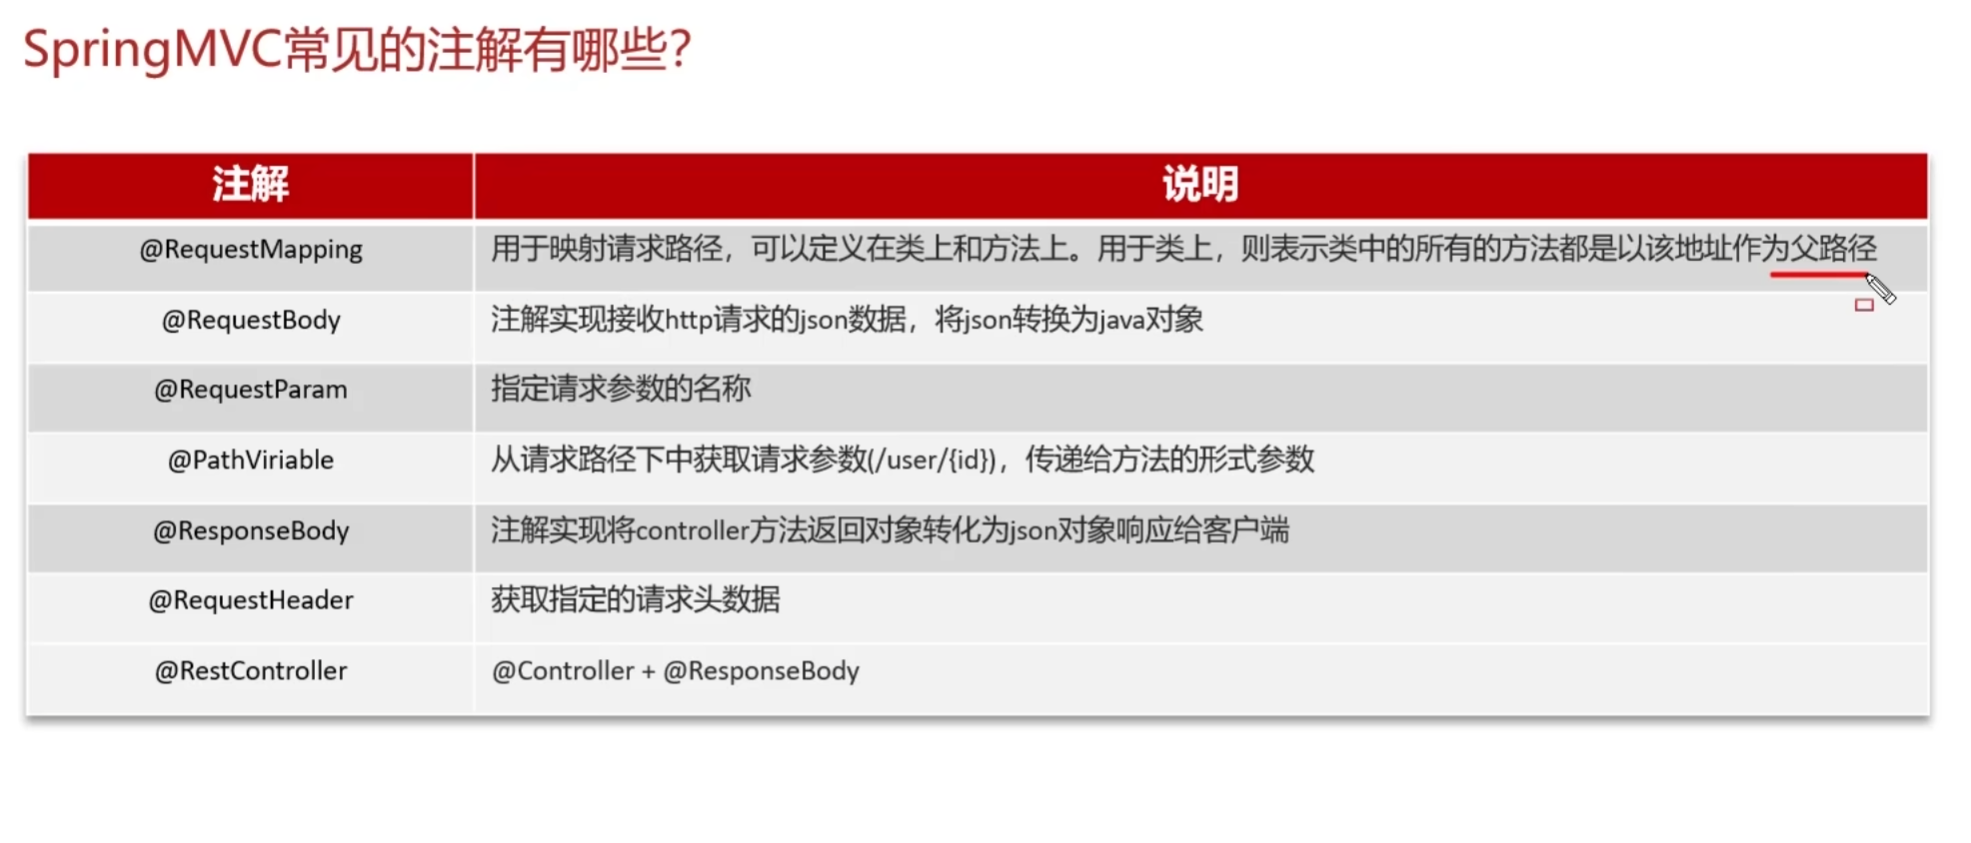 SpringMVC常见的注解有哪些?
注解 说明
@RequestMapping 用于映射请求路径，可以定义在类上和方法上。用于类上，则表示类中的所有的方法都是以该地址作为父路径
@RequestBody 注解实现接收http请求的json数据，将json转换为java对象
@RequestParam 指定请求参数的名称
@PathViriable 从请求路径下中获取请求参数(/user/{id})，传递给方法的形式参数
@ResponseBody 注解实现将controller方法返回对象转化为json对象响应给客户端
@RequestHeader 获取指定的请求头数据
@RestController @Controller + @ResponseBody